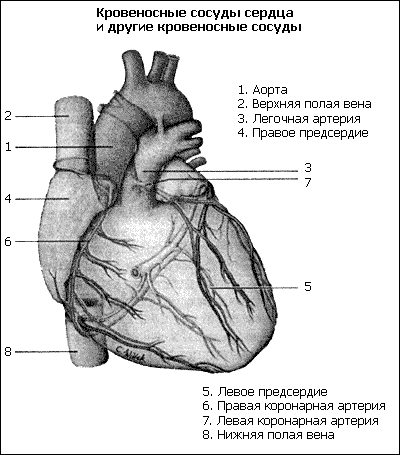 Кровеносные сосуды сердца
и другие кровеносные сосуды
1. Аорта
2. Верхняя полая вена
3. Легочная артерия
4. Правое предсердие
2
1
3
7
4
6
5
8
5. Левое предсердие
6. Правая коронарная артерия
7. Левая коронарная артерия
8. Нижняя полая вена